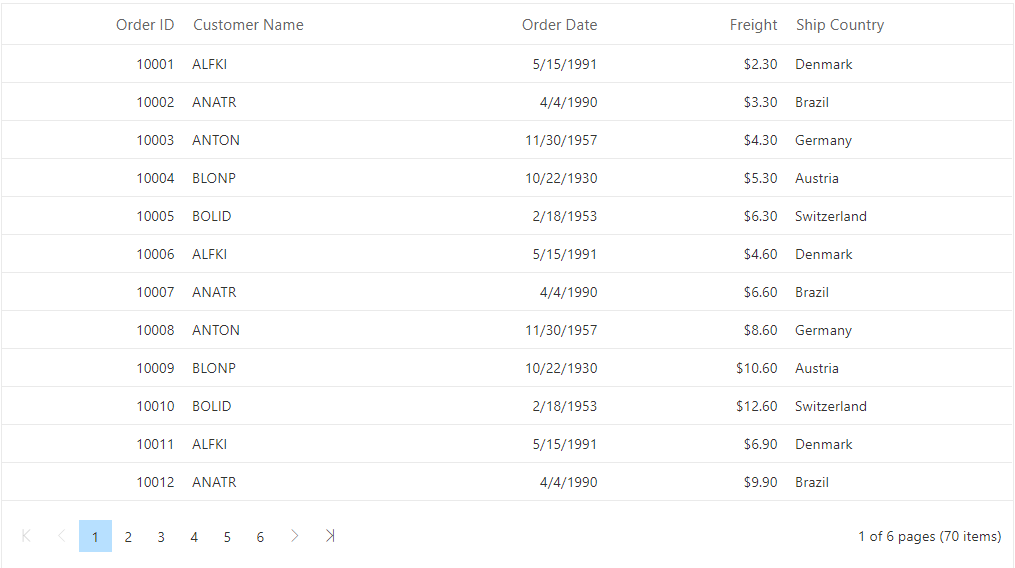 Order ID Customer Name Order Date Freight Ship Country
10001 ALFKI 5/15/1991 $2.30 Denmark
10002 ANATR 4/4/1990 $3.30 Brazil
10003 ANTON 11/30/1957 $4.30 Germany
10004 BLONP 10/22/1930 $5.30 Austria
10005 BOLID 2/18/1953 $6.30 Switzerland
10006 ALFKI 5/15/1991 $4.60 Denmark
10007 ANATR 4/4/1990 $6.60 Brazil
10008 ANTON 11/30/1957 $8.60 Germany
10009 BLONP 10/22/1930 $10.60 Austria
10010 BOLID 2/18/1953 $12.60 Switzerland
10011 ALFKI 5/15/1991 $6.90 Denmark
10012 ANATR 4/4/1990 $9.90 Brazil
1 2 3 4 5 6 1 of 6 pages (70 items)